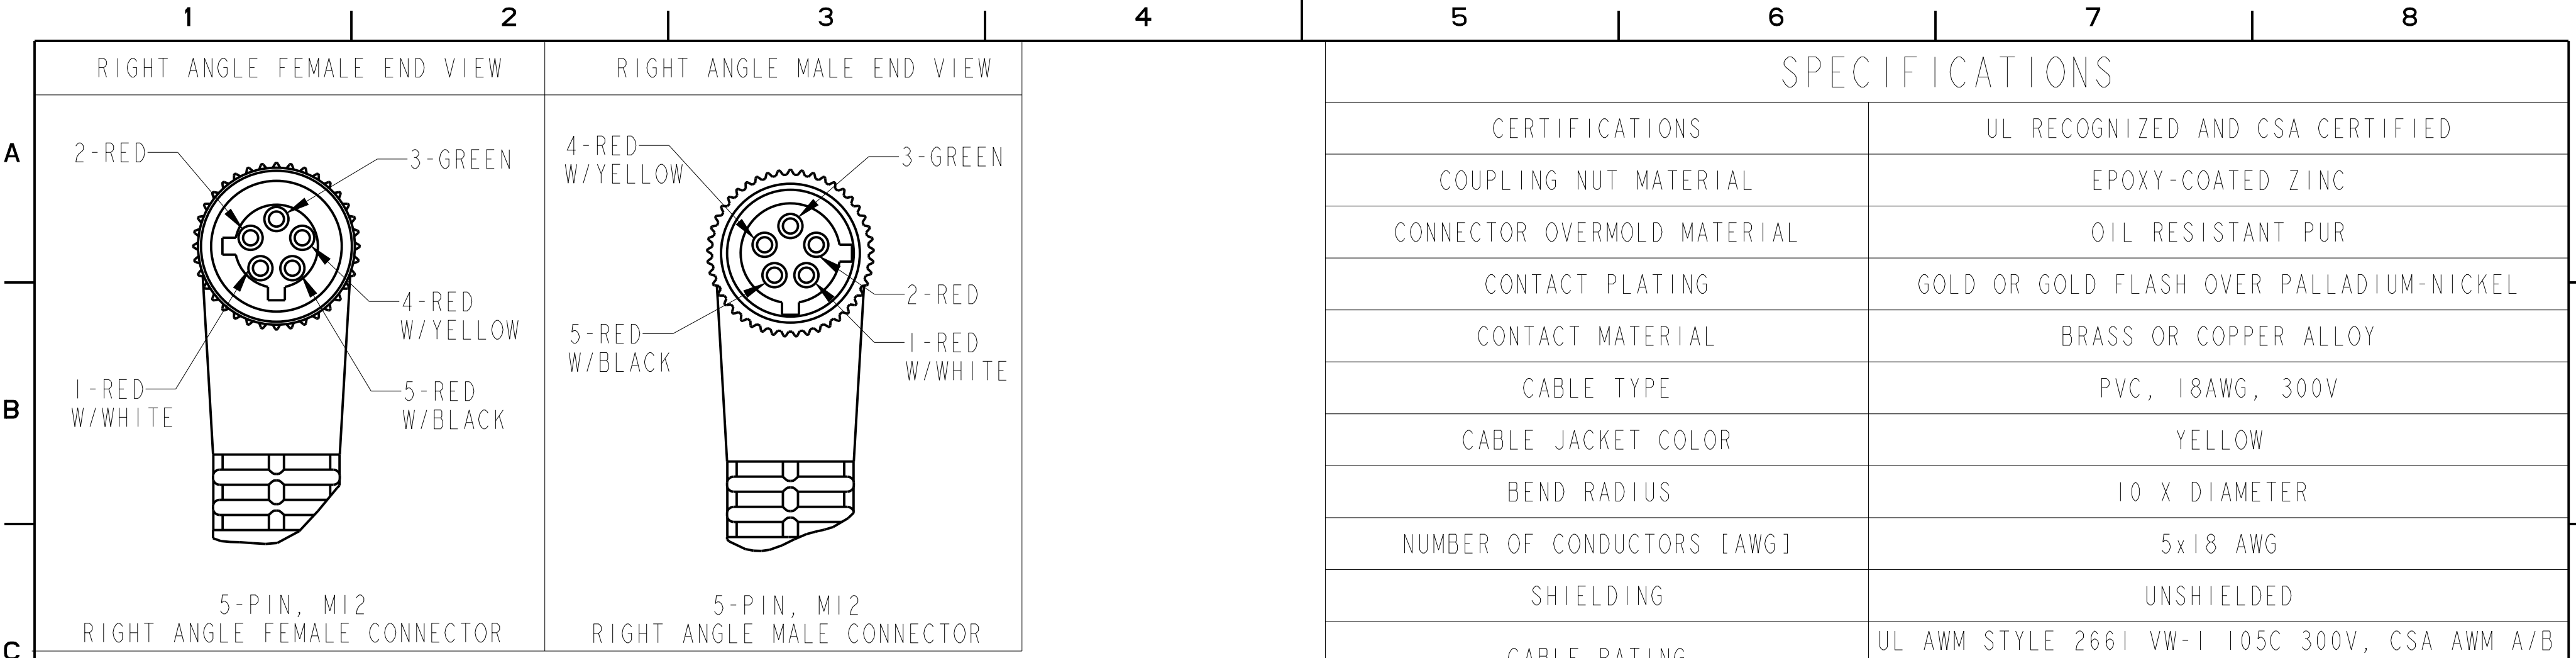 1 2 3 4 5 6 7 8
A
B
C
RIGHT ANGLE FEMALE END VIEW
2-RED
3-GREEN
4-RED
W/YELLOW
1-RED
W/WHITE
5-RED
W/BLACK
5-PIN, M12
RIGHT ANGLE FEMALE CONNECTOR
RIGHT ANGLE MALE END VIEW
4-RED
W/YELLOW
3-GREEN
2-RED
5-RED
W/BLACK
1-RED
W/WHITE
5-PIN, M12
RIGHT ANGLE MALE CONNECTOR
SPECIFICATIONS
CERTIFICATIONS UL RECOGNIZED AND CSA CERTIFIED
COUPLING NUT MATERIAL EPOXY-COATED ZINC
CONNECTOR OVERMOLD MATERIAL OIL RESISTANT PUR
CONTACT PLATING GOLD OR GOLD FLASH OVER PALLADIUM-NICKEL
CONTACT MATERIAL BRASS OR COPPER ALLOY
CABLE TYPE PVC, 18AWG, 300V
CABLE JACKET COLOR YELLOW
BEND RADIUS 10 X DIAMETER
NUMBER OF CONDUCTORS [AWG] 5x18 AWG
SHIELDING UNSHIELDED
CABLE RATING UL AWM STYLE 2661 VW-1 105C 300V, CSA AWM A/B